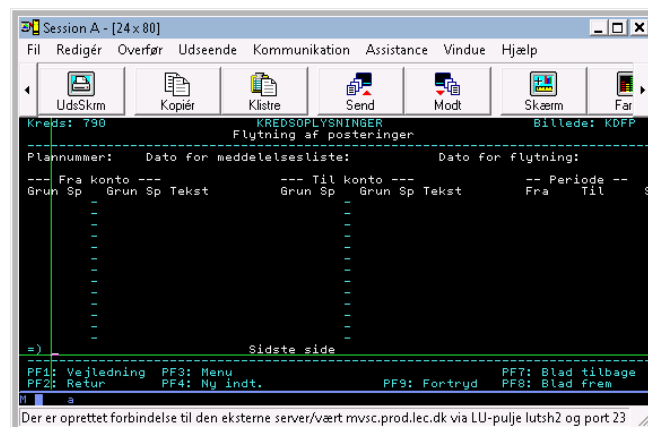 Session A - [24 x 80]
Fil Redigér Overfør Udseende Kommunikation Assistance Vindue Hjælp
UdsSkrm Kopiér Klistre Send Modt Skærm Far
Kreds: 790 KREDSOPLYSNINGER Billede: KDFP
Flytning af posteringer
Plannummer: Dato for meddelelsesliste: Dato for flytning:
--- Fra konto --- --- Til konto --- -- Periode --
Grun Sp Grun Sp Tekst Grun Sp Grun Sp Tekst Fra Til S
- -
- -
- -
- -
- -
- -
- -
- -
- -
- -
- -
- -
=) _ Sidste side
PF1: Vejledning PF3: Menu PF7: Blad tilbage
PF2: Retur PF4: Ny indt. PF9: Fortryd PF8: Blad frem
M a
Der er oprettet forbindelse til den eksterne server/vært mvsc.prod.lec.dk via LU-pulje lutsh2 og port 23